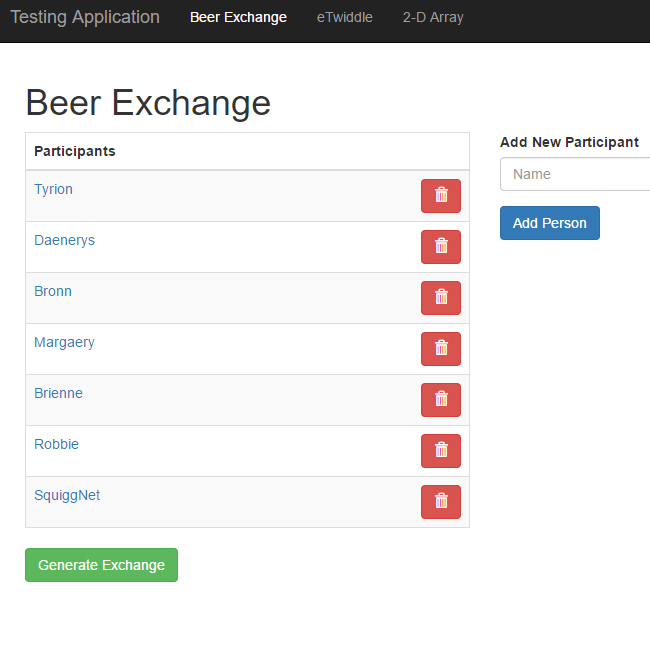 Testing Application Beer Exchange eTwiddle 2-D Array
Beer Exchange
Participants
Tyrion
Daenerys
Bronn
Margaery
Brienne
Robbie
SquiggNet
Generate Exchange
Add New Participant
Name
Add Person